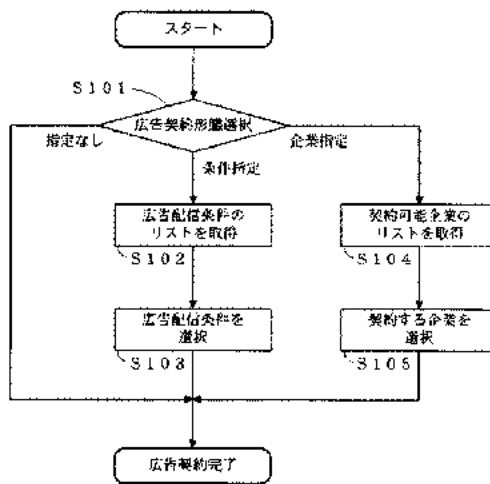 スタート
S101
広告契約形態選択
指定なし
企業指定
条件指定
広告配信条件の
リストを取得
契約可能企業の
リストを取得
S102
S104
広告配信条件を
選択
契約する企業を
選択
S103
S105
広告契約完了